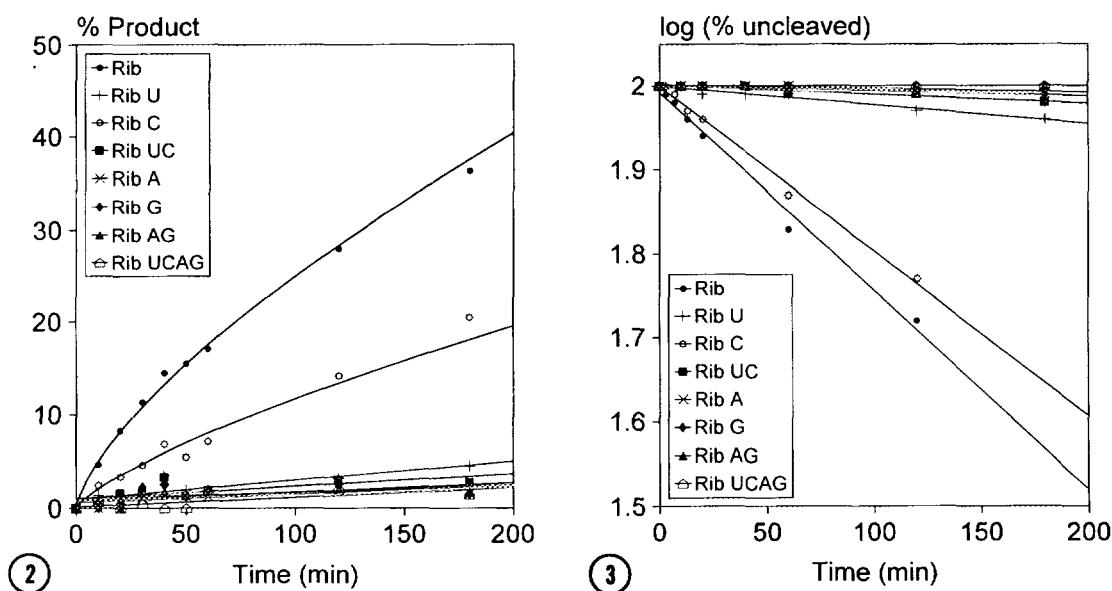 % Product
50
40
30
20
10
0
0
50
100
150
200
Rib
Rib U
Rib C
Rib UC
Rib A
Rib G
Rib AG
Rib UCAG
Time (min)
2
log (% uncleaved)
2
1.9
1.8
1.7
1.6
1.5
0
50
100
150
200
Rib
Rib U
Rib C
Rib UC
Rib A
Rib G
Rib AG
Rib UCAG
Time (min)
3